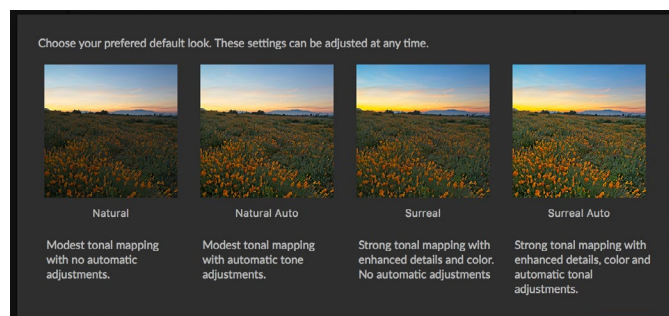 Choose your prefered default look. These settings can be adjusted at any time.
Natural
Natural Auto
Surreal
Surreal Auto
Modest tonal mapping
with no automatic
adjustments.
Modest tonal mapping
with automatic tone
adjustments.
Strong tonal mapping with
enhanced details and color.
No automatic adjustments
Strong tonal mapping with
enhanced details, color and
automatic tonal
adjustments.